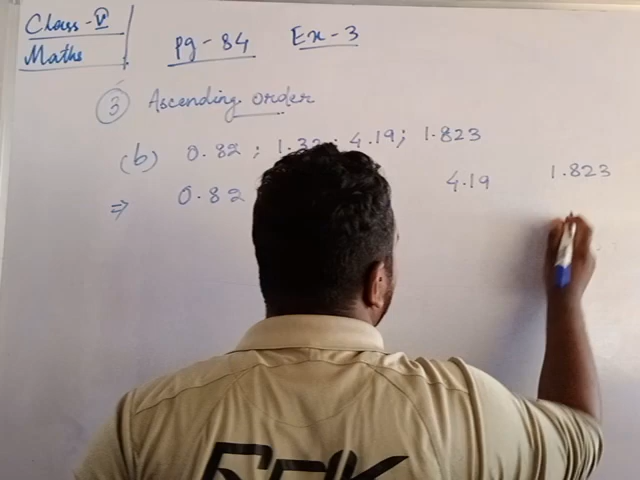 Class - V
Maths
Pg - 84 Ex - 3
3 Ascending order
(b) 0.82 ; 1.32 ; 4.19 ; 1.823
⇒ 0.82 4.19 1.823